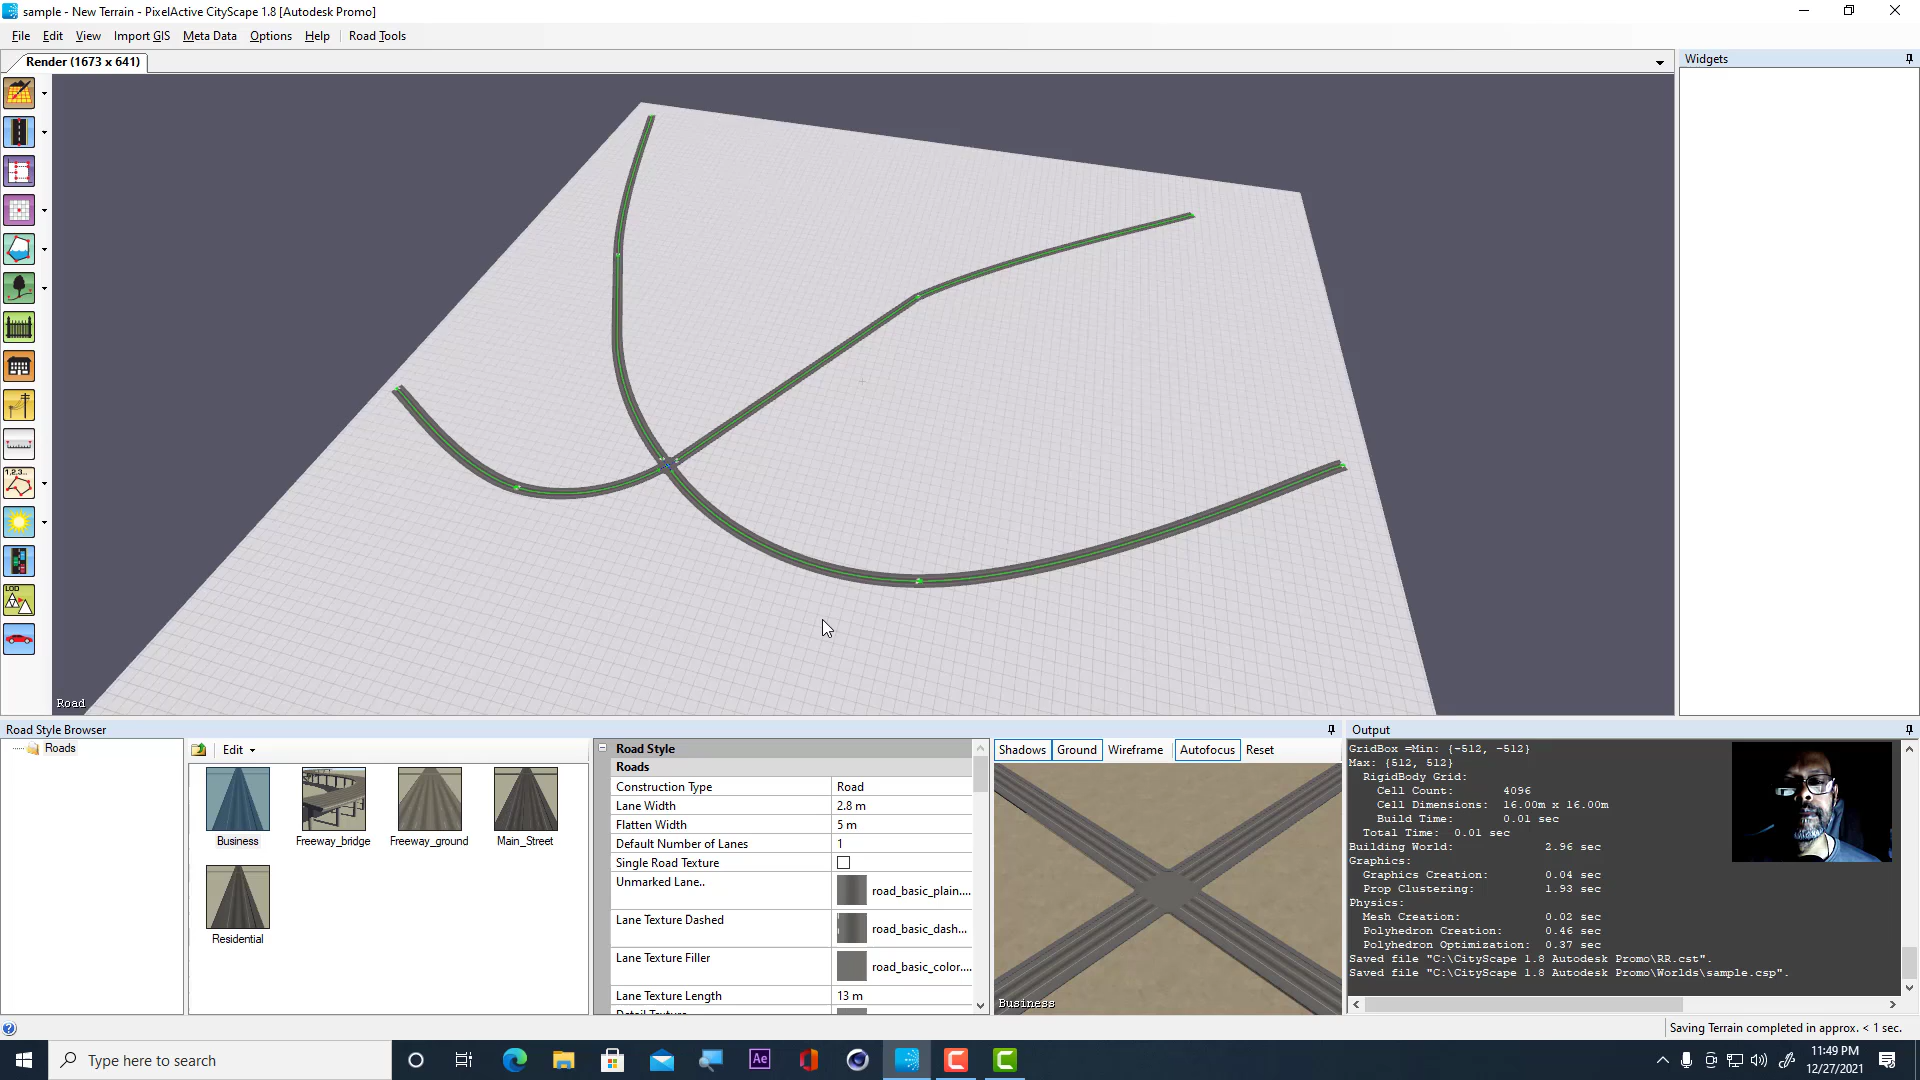 sample - New Terrain - PixelActive CityScape 1.8 [Autodesk Promo]
File Edit View Import GIS Meta Data Options Help Road Tools
Render (1673 x 641)
Widgets
1,2,3...
LOD
Road
Road Style Browser
Roads
Edit
Business
Freeway_bridge
Freeway_ground
Main_Street
Residential
Road Style
Roads
Construction Type Road
Lane Width 2.8 m
Flatten Width 5 m
Default Number of Lanes 1
Single Road Texture
Unmarked Lane.. road_basic_plain....
Lane Texture Dashed road_basic_dash...
Lane Texture Filler road_basic_color....
Lane Texture Length 13 m
Detail Texture
Shadows Ground Wireframe Autofocus Reset
Business
Output
GridBox =Min: {-512, -512}
Max: {512, 512}
RigidBody Grid:
Cell Count: 4096
Cell Dimensions: 16.00m x 16.00m
Build Time: 0.01 sec
Total Time: 0.01 sec
Building World: 2.96 sec
Graphics:
Graphics Creation: 0.04 sec
Prop Clustering: 1.93 sec
Physics:
Mesh Creation: 0.02 sec
Polyhedron Creation: 0.46 sec
Polyhedron Optimization: 0.37 sec
Saved file "C:\CityScape 1.8 Autodesk Promo\RR.cst".
Saved file "C:\CityScape 1.8 Autodesk Promo\Worlds\sample.csp".
Saving Terrain completed in approx. < 1 sec.
Type here to search
Ae
11:49 PM
12/27/2021